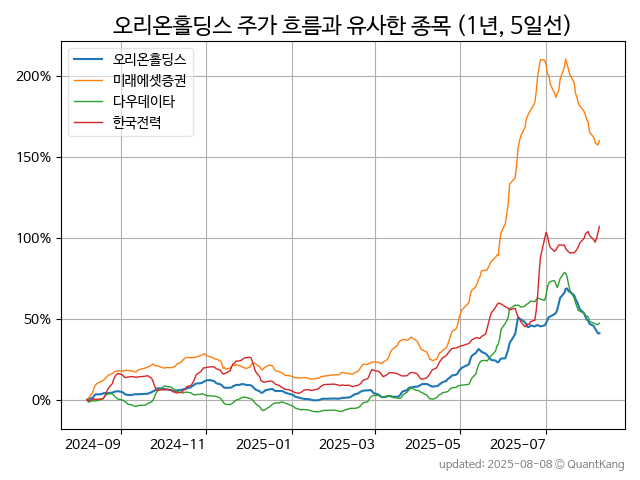 오리온홀딩스 주가 흐름과 유사한 종목 (1년, 5일선)
오리온홀딩스
미래에셋증권
다우데이타
한국전력
200%
150%
100%
50%
0%
2024-09 2024-11 2025-01 2025-03 2025-05 2025-07
updated: 2025-08-08 © QuantKang